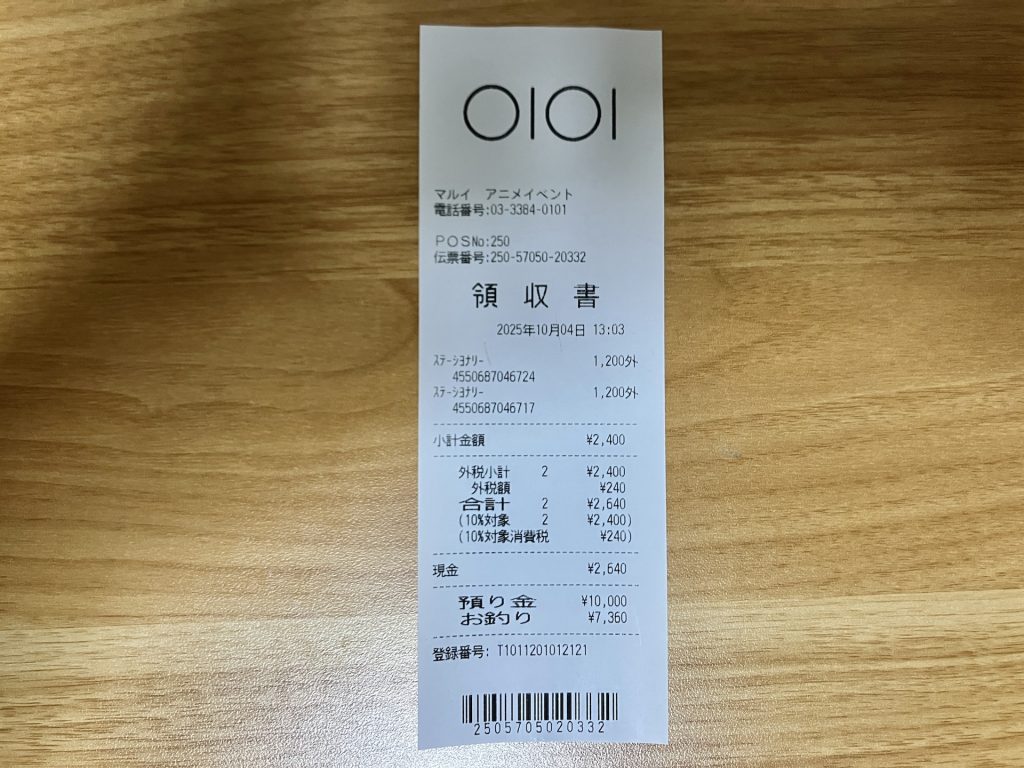 OIOI
マルイ　アニメイベント
電話番号:03-3384-0101
ＰＯＳNo:250
伝票番号:250-57050-20332
領 収 書
2025年10月04日 13:03
ｽﾃｰｼｮﾅﾘｰ 1,200外
4550687046724
ｽﾃｰｼｮﾅﾘｰ 1,200外
4550687046717
小計金額 ¥2,400
外税小計 2 ¥2,400
外税額 ¥240
合計 2 ¥2,640
(10%対象 2 ¥2,400)
(10%対象消費税 ¥240)
現金 ¥2,640
預り金 ¥10,000
お釣り ¥7,360
登録番号: T1011201012121
2505705020332